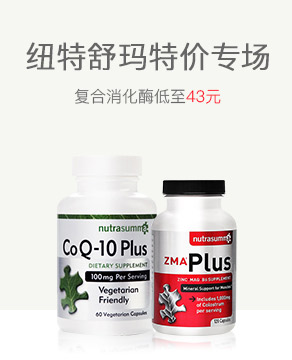 纽特舒玛特价专场
复合消化酶低至43元
nutrasumma
Co Q-10 Plus
DIETARY SUPPLEMENT
100mg Per Serving
Vegetarian
Friendly
60 Vegetarian Capsules
nutrasumma
ZMA Plus
ZINC MAG B6 SUPPLEMENT
Mineral Support for Muscles
Includes 1,000mg
of Colostrum
per serving
120 Capsules